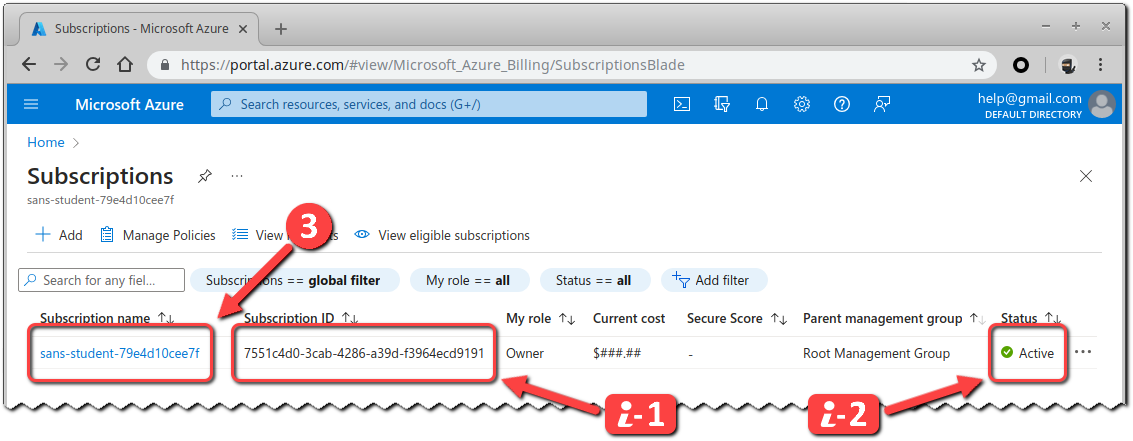 Subscriptions - Microsoft Azure
https://portal.azure.com/#view/Microsoft_Azure_Billing/SubscriptionsBlade
Microsoft Azure
Search resources, services, and docs (G+/)
help@gmail.com
DEFAULT DIRECTORY
Home
Subscriptions
sans-student-79e4d10cee7f
Add Manage Policies View View eligible subscriptions
3
Search for any fiel... Subscriptions == global filter My role == all Status == all Add filter
Subscription name Subscription ID My role Current cost Secure Score Parent management group Status
sans-student-79e4d10cee7f 7551c4d0-3cab-4286-a39d-f3964ecd9191 Owner $###.## - Root Management Group Active
i-1 i-2